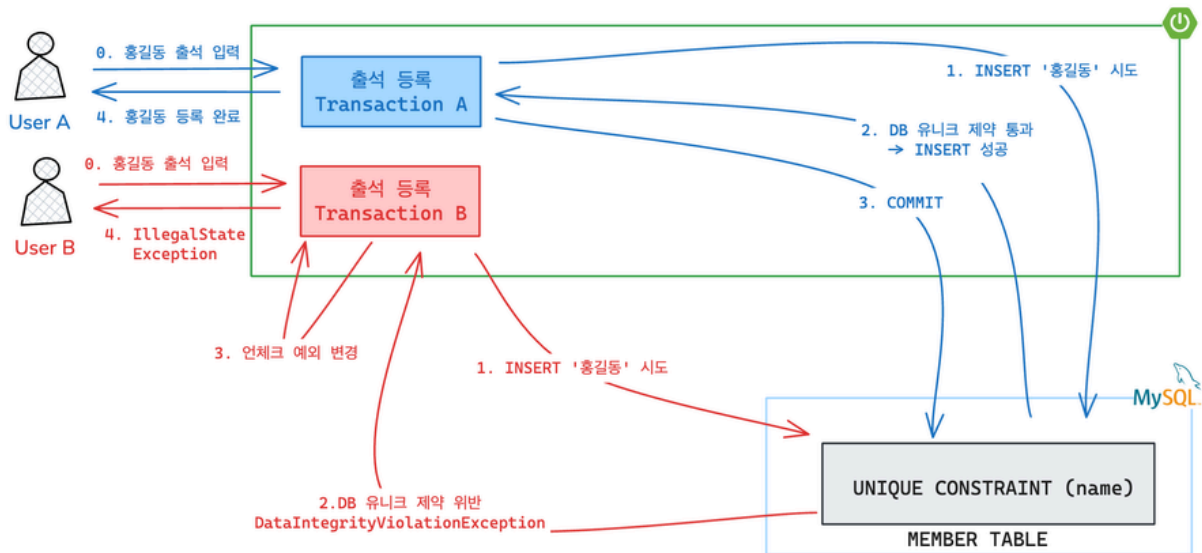 0. 홍길동 출석 입력
출석 등록
Transaction A
1. INSERT '홍길동' 시도
4. 홍길동 등록 완료
User A
2. DB 유니크 제약 통과
→ INSERT 성공
0. 홍길동 출석 입력
출석 등록
Transaction B
3. COMMIT
4. IllegalState
Exception
User B
3. 언체크 예외 변경
1. INSERT '홍길동' 시도
MySQL
UNIQUE CONSTRAINT (name)
2.DB 유니크 제약 위반
DataIntegrityViolationException
MEMBER TABLE